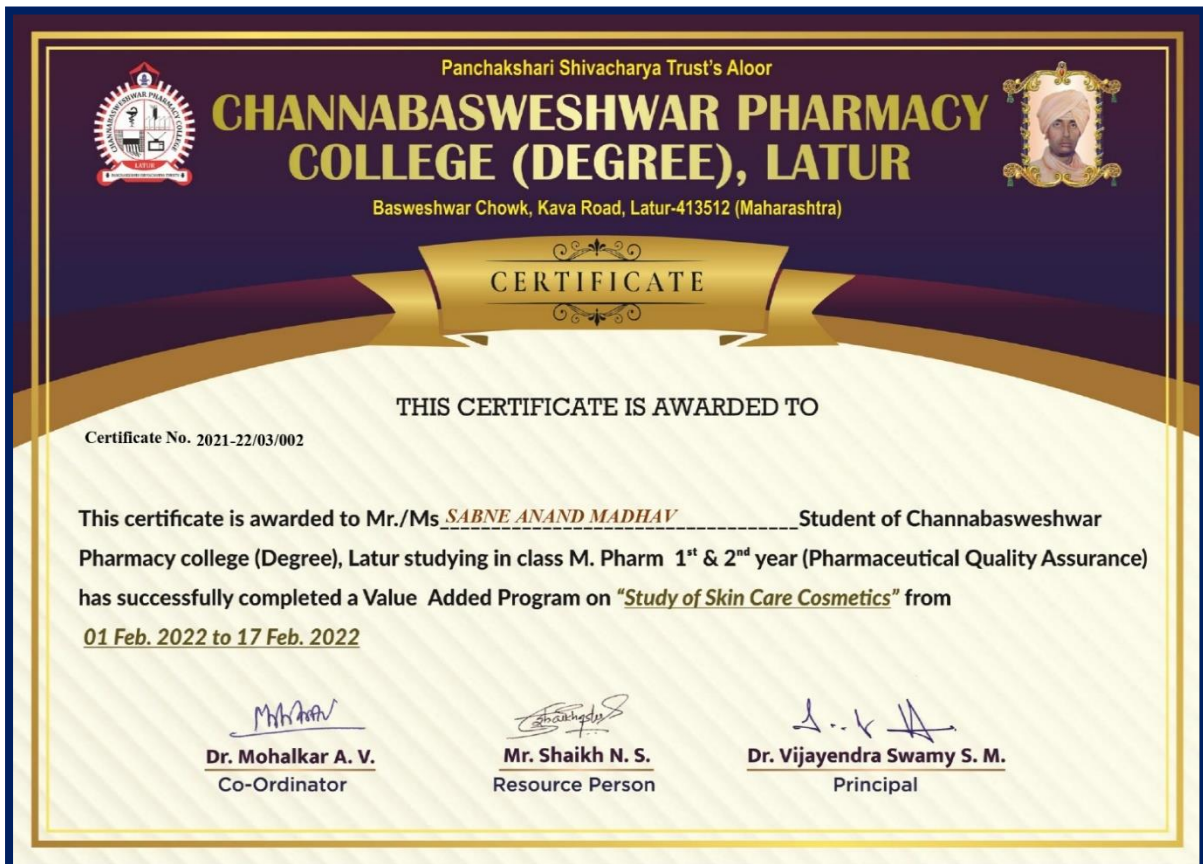 Panchakshari Shivacharya Trust's Aloor
CHANNABASWESHWAR PHARMACY
COLLEGE (DEGREE), LATUR
Basweshwar Chowk, Kava Road, Latur-413512 (Maharashtra)
CHANNABASWESHWAR PHARMACY COLLEGE
LATUR
CERTIFICATE
THIS CERTIFICATE IS AWARDED TO
Certificate No. 2021-22/03/002
This certificate is awarded to Mr./Ms SABNE ANAND MADHAV Student of Channabasweshwar
Pharmacy college (Degree), Latur studying in class M. Pharm 1st & 2nd year (Pharmaceutical Quality Assurance)
has successfully completed a Value Added Program on "Study of Skin Care Cosmetics" from
01 Feb. 2022 to 17 Feb. 2022
Dr. Mohalkar A. V. Mr. Shaikh N. S. Dr. Vijayendra Swamy S. M.
Co-Ordinator Resource Person Principal